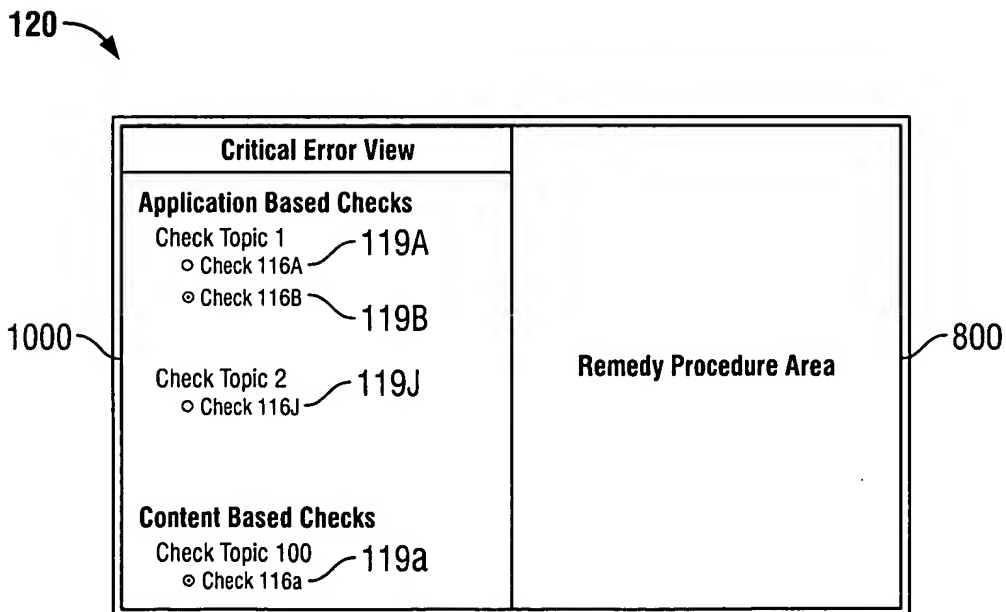 120
Critical Error View
Application Based Checks
Check Topic 1
Check 116A
119A
Check 116B
119B
1000
800
Remedy Procedure Area
Check Topic 2
119J
Check 116J
Content Based Checks
Check Topic 100
119a
Check 116a